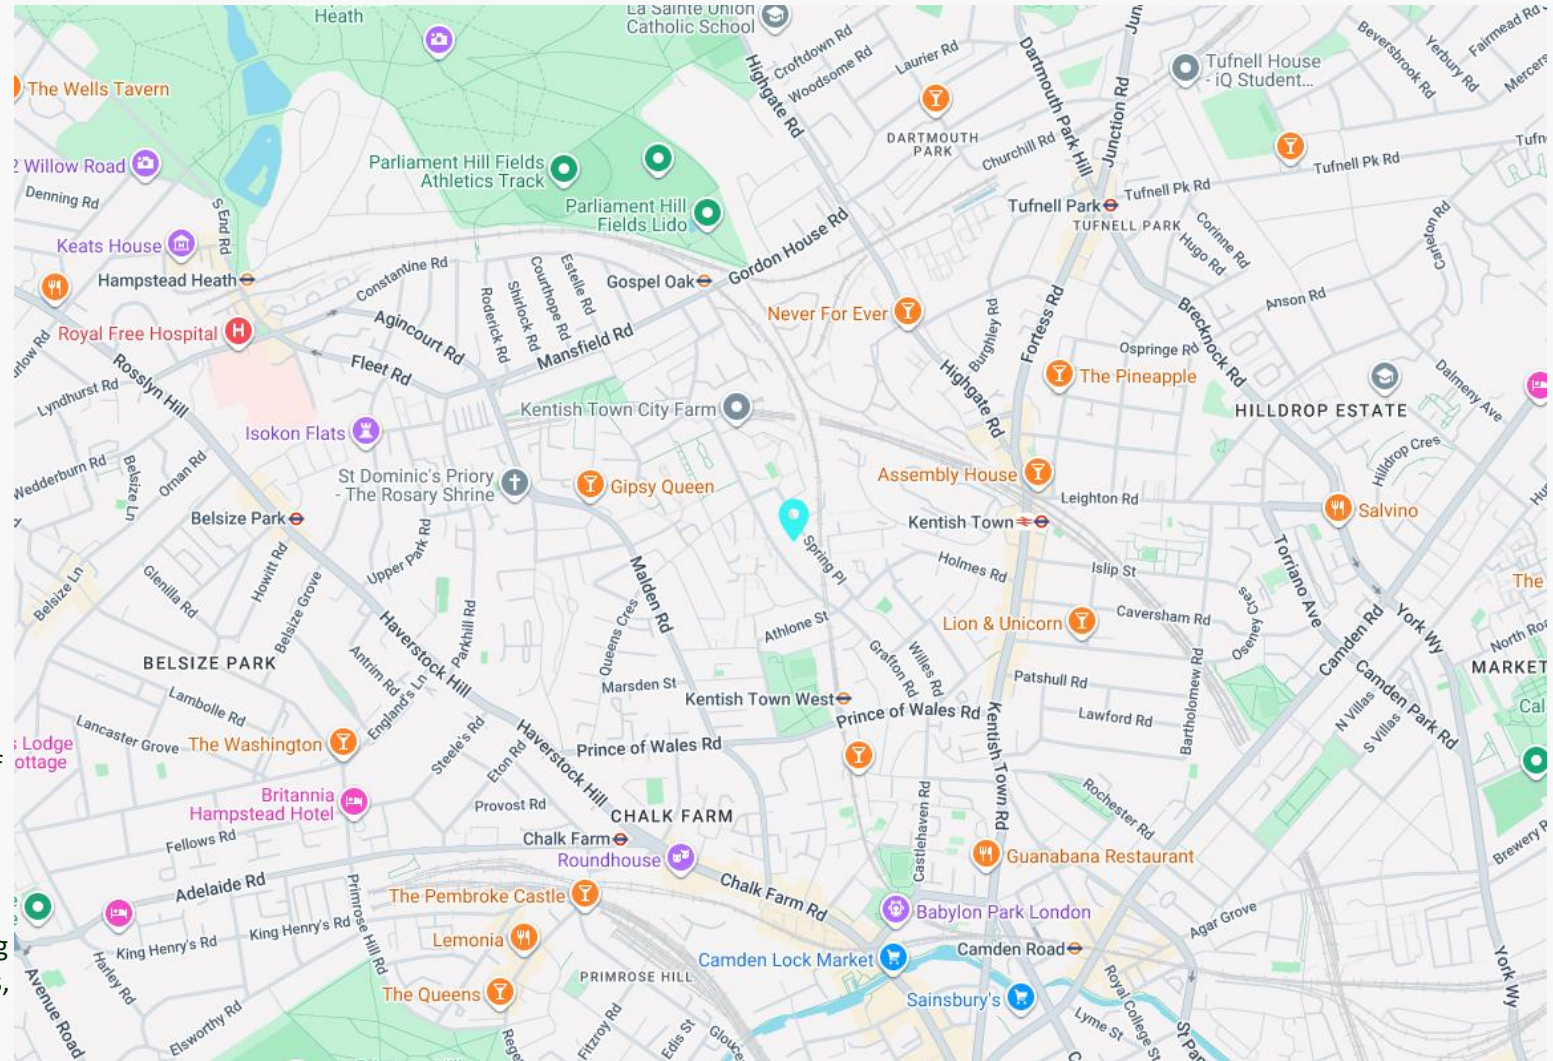 Heath
La Sainte Union
Catholic School
The Wells Tavern
2 Willow Road
Denning Rd
S End Rd
Keats House
Hampstead Heath
Royal Free Hospital
Parliament Hill Fields
Athletics Track
Parliament Hill
Fields Lido
Highgate Rd
Croftdown Rd
Woodsome Rd
Laurier Rd
DARTMOUTH
PARK
Churchill Rd
Dartmouth Park Hill
Junction Rd
Jun
Tufnell House
- iQ Student...
Beversbrook Rd
Yerbury Rd
Fairmead Rd
Mercers
Tufn
Tufnell Pk Rd
Tufnell Pk Rd
Tufnell Park
TUFNELL PARK
Corinne Rd
Hugo Rd
Carleton Rd
Anson Rd
Gordon House Rd
Gospel Oak
Constantine Rd
Agincourt Rd
Fleet Rd
Roderick Rd
Shirlock Rd
Courthope Rd
Estelle Rd
Mansfield Rd
Never For Ever
Burghley Rd
Fortess Rd
Ospringe Rd
Brecknock Rd
The Pineapple
Highgate Rd
HILLDROP ESTATE
Dalmeny Ave
Hilldrop Cres
Lyndhurst Rd
Rosslyn Hill
Isokon Flats
Kentish Town City Farm
Wedderburn Rd
Belsize Ln
Ornan Rd
St Dominic's Priory
- The Rosary Shrine
Gipsy Queen
Assembly House
Leighton Rd
Salvino
Belsize Park
Kentish Town
Upper Park Rd
Howitt Rd
Glenilla Rd
Belsize Grove
Belsize Ln
Malden Rd
Spring Pl
Holmes Rd
Islip St
Torriano Ave
The
Queens Cres
Athlone St
Lion & Unicorn
Caversham Rd
Oseney Cres
Camden Rd
York Wy
North Roa
BELSIZE PARK
Parkhill Rd
Haverstock Hill
Antrim Rd
England's Ln
Grafton Rd
Willes Rd
Patshull Rd
Bartholomew Rd
Camden Park Rd
MARKET
Lambolle Rd
Marsden St
Kentish Town West
Prince of Wales Rd
Kentish Town Rd
Lawford Rd
N Villas
S Villas
Cal
Lancaster Grove
The Washington
Steele's Rd
Haverstock Hill
Prince of Wales Rd
Lodge
ottage
Eton Rd
Britannia
Hampstead Hotel
Provost Rd
CHALK FARM
Castlehaven Rd
Rochester Rd
Fellows Rd
Chalk Farm
Roundhouse
Guanabana Restaurant
Brewery R
Adelaide Rd
The Pembroke Castle
Chalk Farm Rd
Babylon Park London
Agar Grove
King Henry's Rd
King Henry's Rd
Primrose Hill Rd
Lemonia
Camden Lock Market
Camden Road
g
Harley Rd
Avenue Road
The Queens
PRIMROSE HILL
Sainsbury's
Royal College St
York Wy
Elsworthy Rd
Rege
Fitzroy Rd
Edis St
Glouce
Lyme St
St Pan